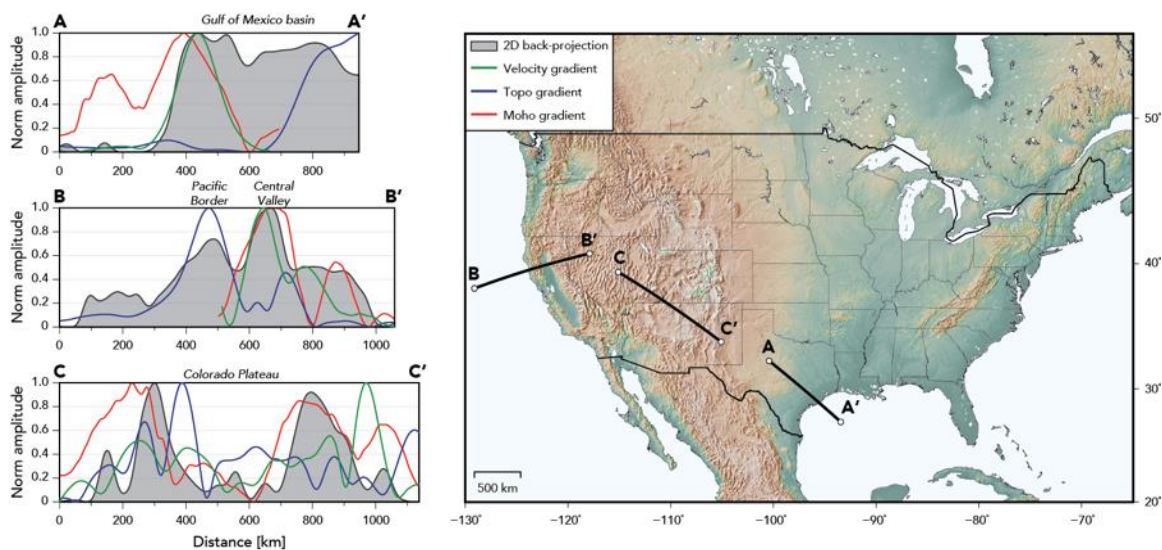 A Gulf of Mexico basin A′
Norm amplitude
1.0
0.8
0.6
0.4
0.2
0
0 200 400 600 800
B Pacific Border Central Valley B′
Norm amplitude
1.0
0.8
0.6
0.4
0.2
0
0 200 400 600 800 1000
C Colorado Plateau C′
Norm amplitude
1.0
0.8
0.6
0.4
0.2
0
0 200 400 600 800 1000
Distance [km]
2D back-projection
Velocity gradient
Topo gradient
Moho gradient
B
B′
C
C′
A
A′
500 km
50°
40°
30°
20°
−130° −120° −110° −100° −90° −80° −70°